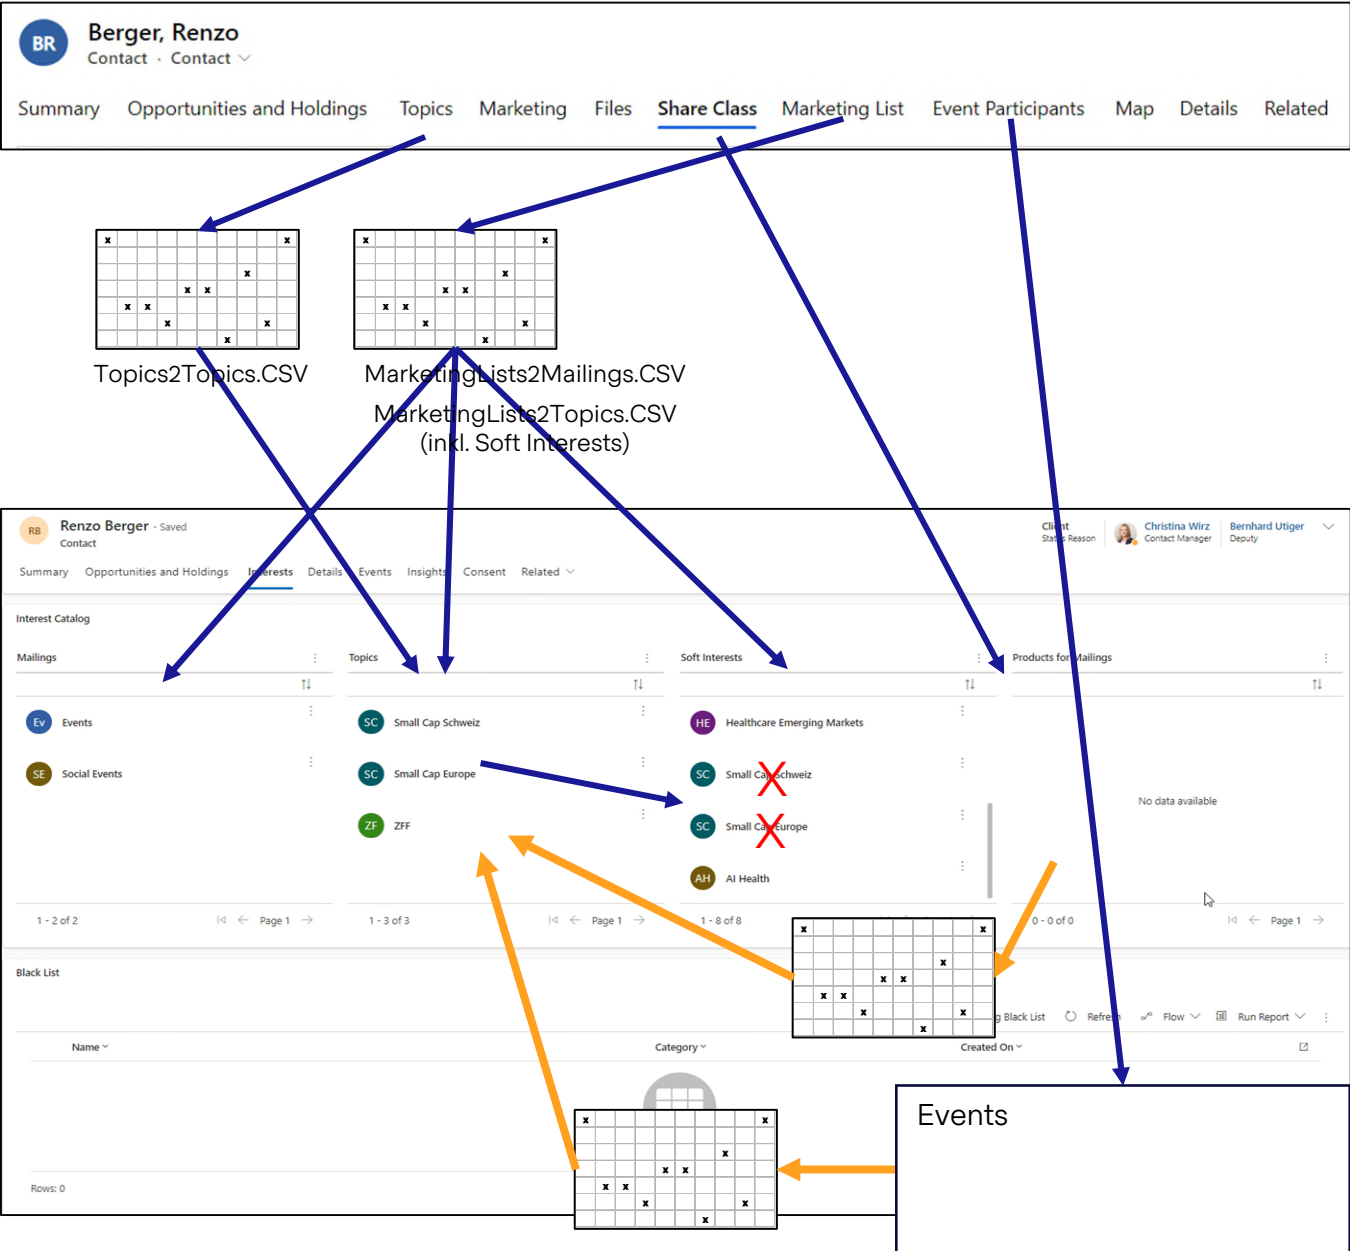 BR
Berger, Renzo
Contact · Contact
Summary Opportunities and Holdings Topics Marketing Files Share Class Marketing List Event Participants Map Details Related
x x
x
x x
x x
x x
x
x x
x
x x
x x
x x
x
Topics2Topics.CSV
MarketingLists2Mailings.CSV
MarketingLists2Topics.CSV
(inkl. Soft Interests)
RB
Renzo Berger - Saved
Contact
Client
Status Reason
Christina Wirz
Contact Manager
Bernhard Utiger
Deputy
Summary Opportunities and Holdings Interests Details Events Insights Consent Related
Interest Catalog
Mailings
Topics
Soft Interests
Products for Mailings
Ev Events
SE Social Events
SC Small Cap Schweiz
SC Small Cap Europe
ZF ZFF
HE Healthcare Emerging Markets
SC Small Cap Schweiz
X
SC Small Cap Europe
X
AH AI Health
No data available
1 - 2 of 2 Page 1
1 - 3 of 3 Page 1
1 - 8 of 8
0 - 0 of 0 Page 1
x x
x
x x
x x
x x
x
Black List
g Black List Refresh Flow Run Report
Name Category Created On
x x
x
x x
x x
x x
x
Events
Rows: 0